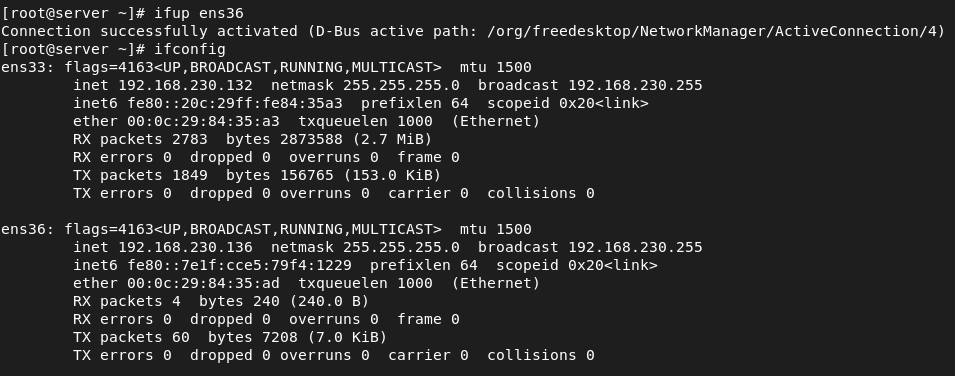 [root@server ~]# ifup ens36
Connection successfully activated (D-Bus active path: /org/freedesktop/NetworkManager/ActiveConnection/4)
[root@server ~]# ifconfig
ens33: flags=4163<UP,BROADCAST,RUNNING,MULTICAST>  mtu 1500
        inet 192.168.230.132  netmask 255.255.255.0  broadcast 192.168.230.255
        inet6 fe80::20c:29ff:fe84:35a3  prefixlen 64  scopeid 0x20<link>
        ether 00:0c:29:84:35:a3  txqueuelen 1000  (Ethernet)
        RX packets 2783  bytes 2873588 (2.7 MiB)
        RX errors 0  dropped 0  overruns 0  frame 0
        TX packets 1849  bytes 156765 (153.0 KiB)
        TX errors 0  dropped 0 overruns 0  carrier 0  collisions 0

ens36: flags=4163<UP,BROADCAST,RUNNING,MULTICAST>  mtu 1500
        inet 192.168.230.136  netmask 255.255.255.0  broadcast 192.168.230.255
        inet6 fe80::7e1f:cce5:79f4:1229  prefixlen 64  scopeid 0x20<link>
        ether 00:0c:29:84:35:ad  txqueuelen 1000  (Ethernet)
        RX packets 4  bytes 240 (240.0 B)
        RX errors 0  dropped 0  overruns 0  frame 0
        TX packets 60  bytes 7208 (7.0 KiB)
        TX errors 0  dropped 0 overruns 0  carrier 0  collisions 0